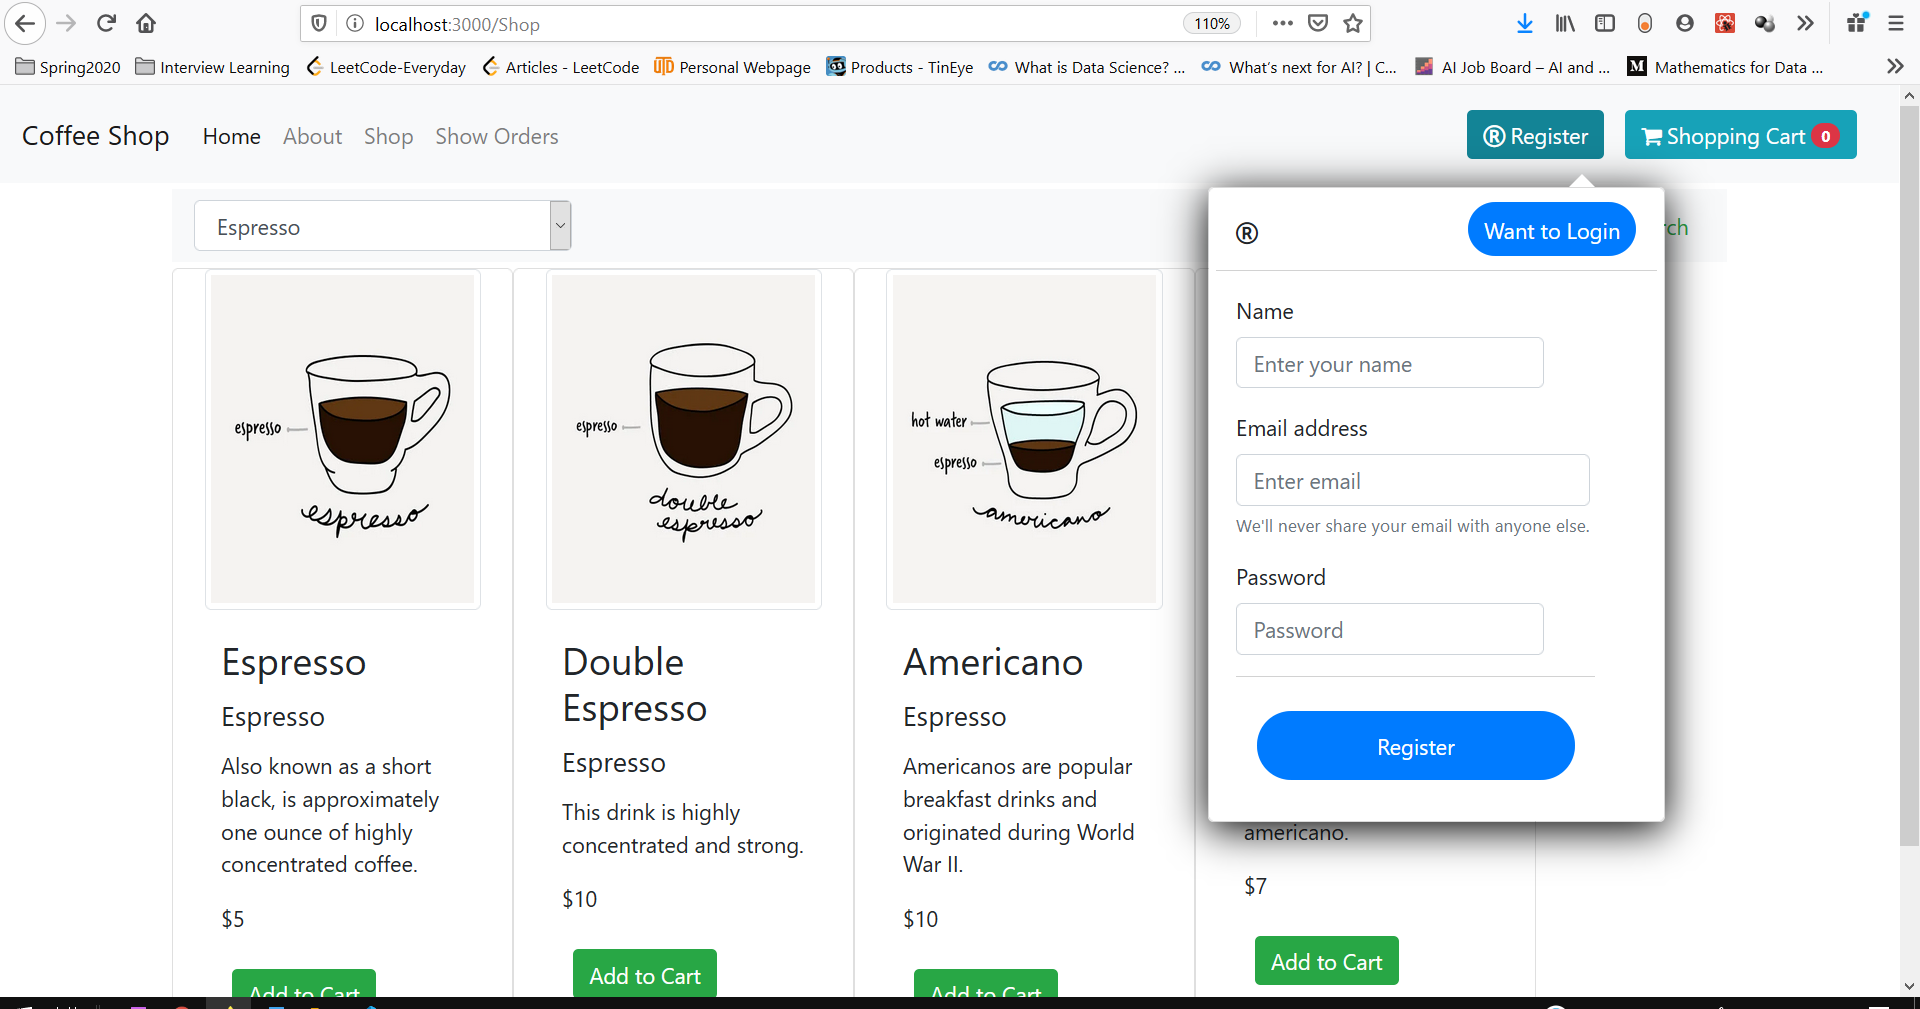 localhost:3000/Shop
110%
Spring2020
Interview Learning
LeetCode-Everyday
Articles - LeetCode
UTD Personal Webpage
Products - TinEye
What is Data Science? ...
What's next for AI? | C...
AI Job Board – AI and ...
M Mathematics for Data ...
Coffee Shop
Home
About
Shop
Show Orders
® Register
Shopping Cart 0
Espresso
®
Want to Login
Name
Enter your name
Email address
Enter email
We'll never share your email with anyone else.
Password
Password
Register
espresso
espresso
Espresso
Espresso
Also known as a short
black, is approximately
one ounce of highly
concentrated coffee.
$5
Add to Cart
espresso
double
espresso
Double
Espresso
Espresso
This drink is highly
concentrated and strong.
$10
Add to Cart
hot water
espresso
americano
Americano
Espresso
Americanos are popular
breakfast drinks and
originated during World
War II.
$10
Add to Cart
americano.
$7
Add to Cart